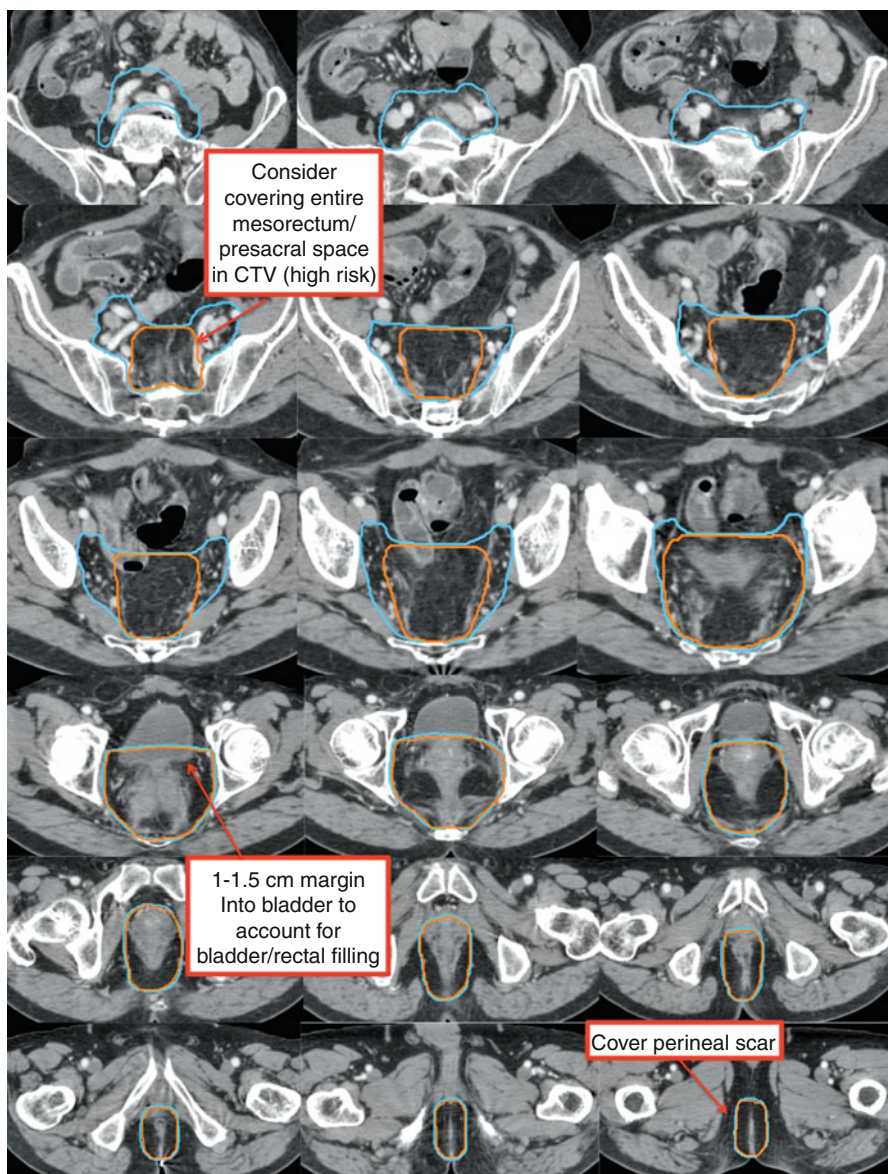 Consider
covering entire
mesorectum/
presacral space
in CTV (high risk)
1-1.5 cm margin
Into bladder to
account for
bladder/rectal filling
Cover perineal scar